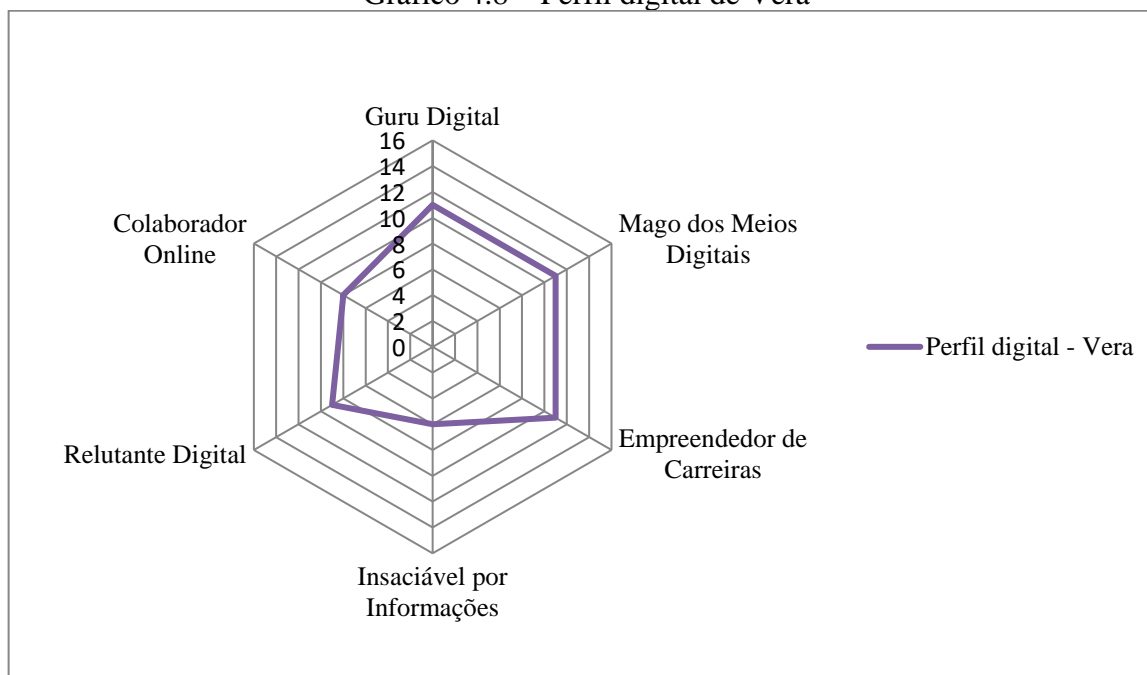 Gráfico 4.8 – Perfil digital de Vera
Guru Digital
16
14
12
10
8
6
4
2
0
Mago dos Meios
Digitais
Empreendedor de
Carreiras
Insaciável por
Informações
Relutante Digital
Colaborador
Online
Perfil digital - Vera